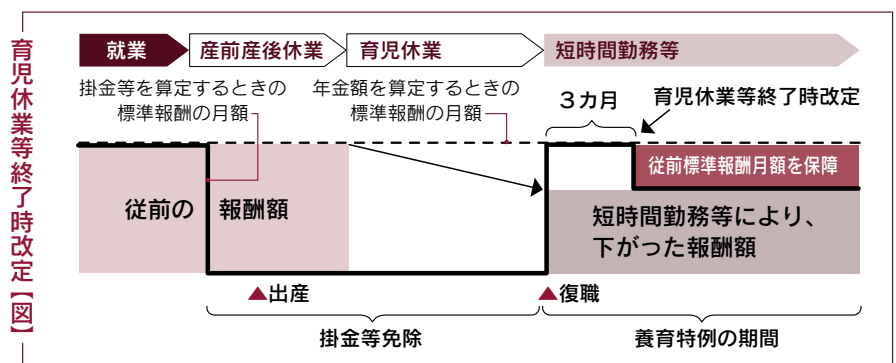 育児休業等終了時改定【図】
就業
産前産後休業
育児休業
短時間勤務等
掛金等を算定するときの
標準報酬の月額
年金額を算定するときの
標準報酬の月額
3カ月
育児休業等終了時改定
従前標準報酬月額を保障
従前の
報酬額
短時間勤務等により、
下がった報酬額
▲出産
▲復職
掛金等免除
養育特例の期間